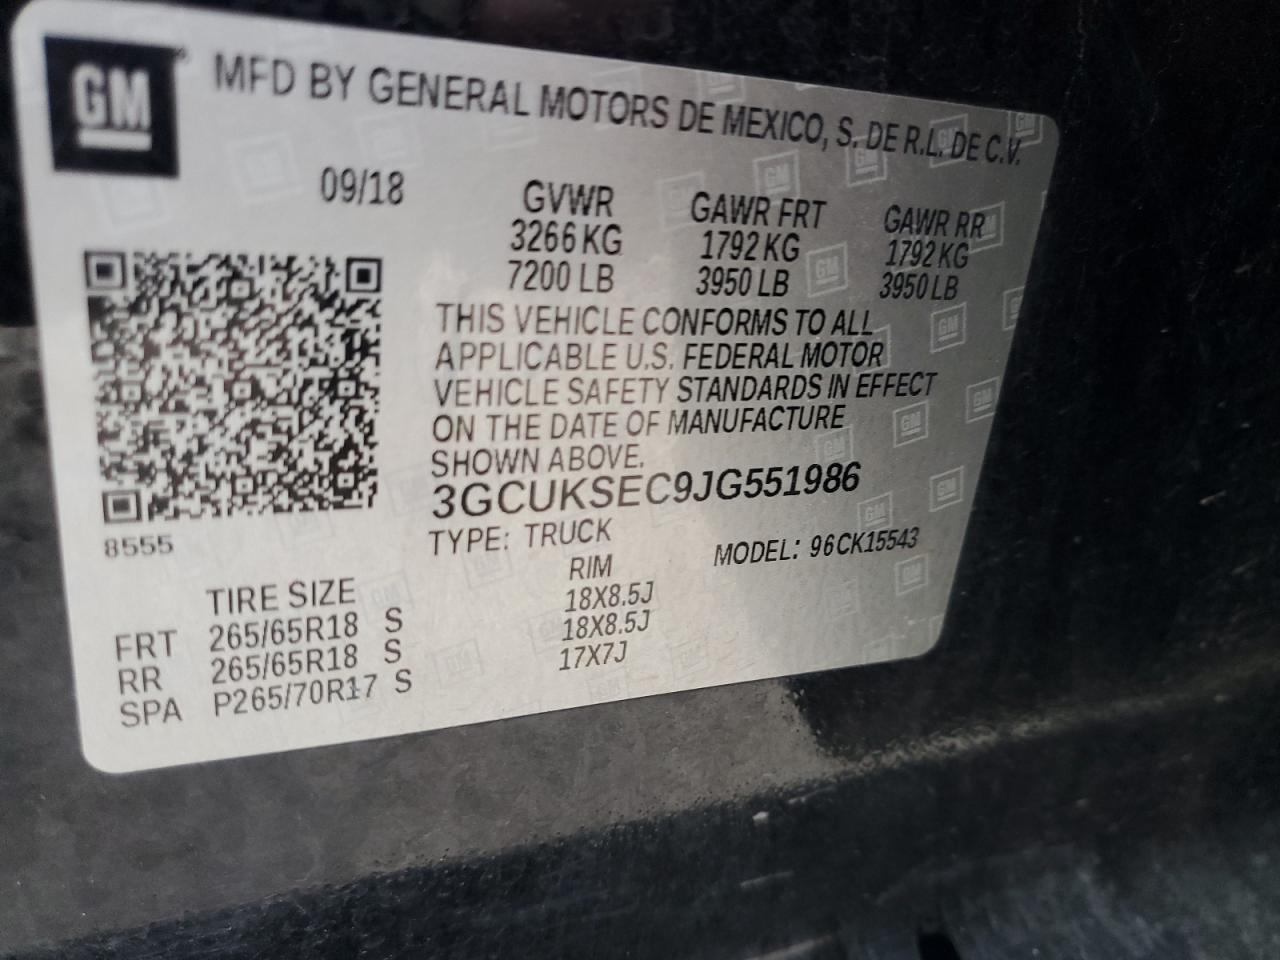 GM
MFD BY GENERAL MOTORS DE MEXICO, S. DE R.L. DE C.V.
09/18
GVWR GAWR FRT GAWR RR
3266 KG 1792 KG 1792 KG
7200 LB 3950 LB 3950 LB
THIS VEHICLE CONFORMS TO ALL
APPLICABLE U.S. FEDERAL MOTOR
VEHICLE SAFETY STANDARDS IN EFFECT
ON THE DATE OF MANUFACTURE
SHOWN ABOVE.
3GCUKSEC9JG551986
8555
TYPE: TRUCK MODEL: 96CK15543
TIRE SIZE RIM
FRT 265/65R18 S 18X8.5J
RR 265/65R18 S 18X8.5J
SPA P265/70R17 S 17X7J